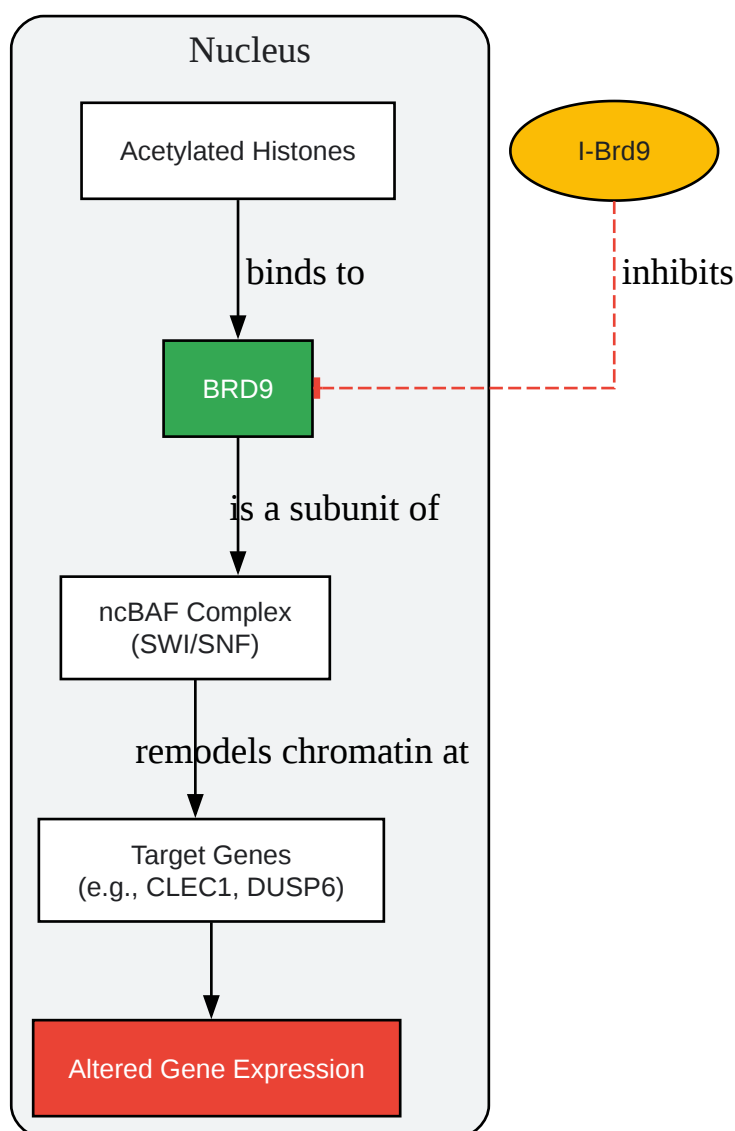 Nucleus
Acetylated Histones
I-Brd9
binds to
inhibits
BRD9
is a subunit of
ncBAF Complex
(SWI/SNF)
remodels chromatin at
Target Genes
(e.g., CLEC1, DUSP6)
Altered Gene Expression